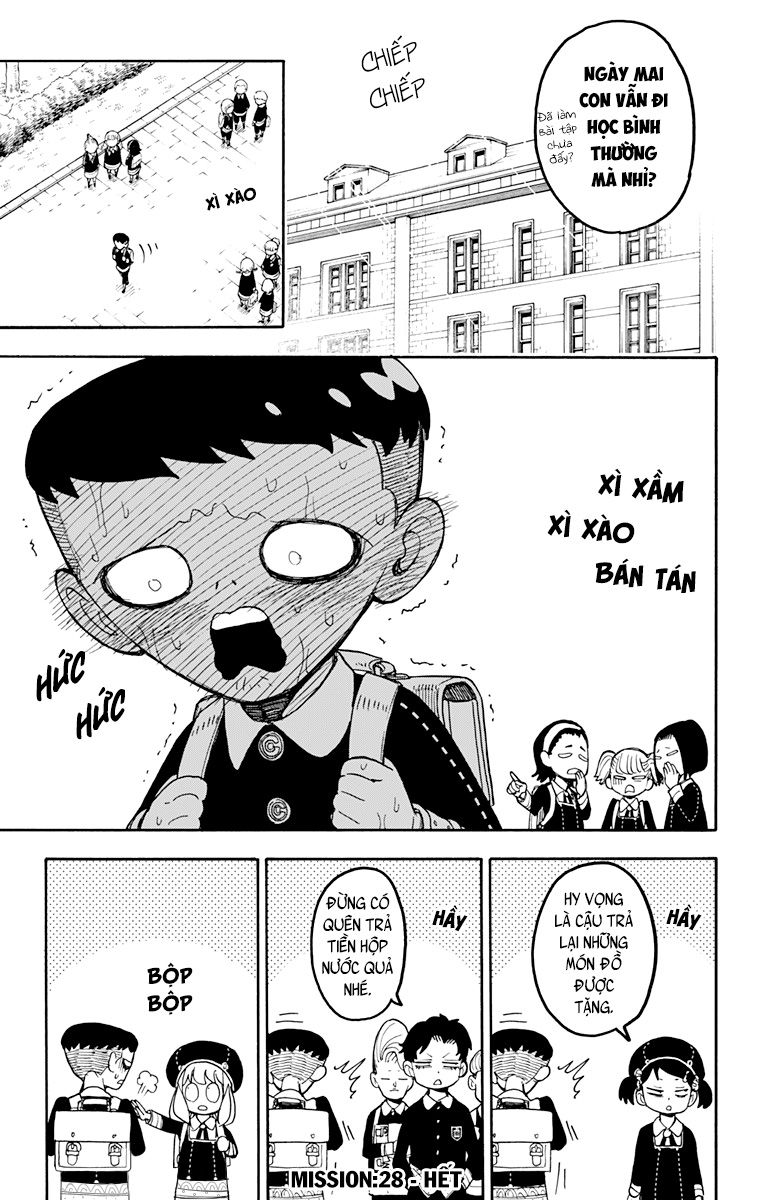 NGÀY MAI
CON VẪN ĐI
HỌC BÌNH
THƯỜNG
MÀ NHỈ?
Đã làm
bài tập
chưa
đấy?
CHIẾP
CHIẾP
XÌ XÀO
XÌ XẦM
XÌ XÀO
BÁN TÁN
HỨC
HỨC
HY VỌNG
LÀ CẬU TRẢ
LẠI NHỮNG
MÓN ĐỒ
ĐƯỢC
TẶNG.
HẦY
ĐỪNG CÓ
QUÊN TRẢ
TIỀN HỘP
NƯỚC QUẢ
NHÉ.
HẦY
BỘP
BỘP
MISSION:28 - HẾT